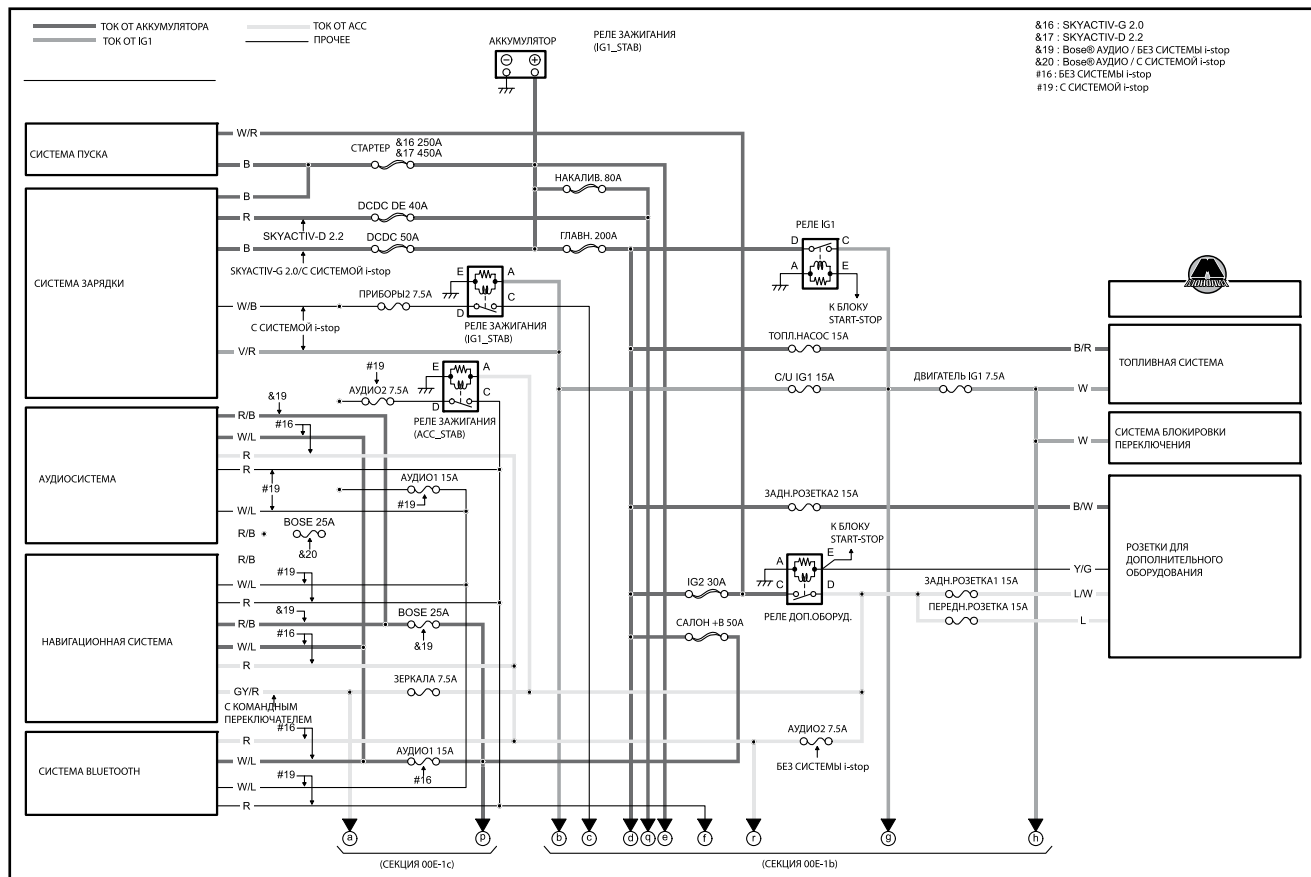 ТОК ОТ АККУМУЛЯТОРА
ТОК ОТ IG1
ТОК ОТ ACC
ПРОЧЕЕ
АККУМУЛЯТОР
РЕЛЕ ЗАЖИГАНИЯ
(IG1_STAB)
&16 : SKYACTIV-G 2.0
&17 : SKYACTIV-D 2.2
&19 : Bose® АУДИО / БЕЗ СИСТЕМЫ i-stop
&20 : Bose® АУДИО / С СИСТЕМОЙ i-stop
#16 : БЕЗ СИСТЕМЫ i-stop
#19 : С СИСТЕМОЙ i-stop
СИСТЕМА ПУСКА
W/R
B
СТАРТЕР
&16 250A
&17 450A
НАКАЛИВ. 80A
СИСТЕМА ЗАРЯДКИ
B
R
DCDC DE 40A
SKYACTIV-D 2.2
B
DCDC 50A
ГЛАВН. 200A
SKYACTIV-G 2.0/С СИСТЕМОЙ i-stop
РЕЛЕ IG1
D
C
A
E
К БЛОКУ
START-STOP
W/B
ПРИБОРЫ2 7.5A
E
A
C
D
РЕЛЕ ЗАЖИГАНИЯ
(IG1_STAB)
С СИСТЕМОЙ i-stop
V/R
ТОПЛ.НАСОС 15A
B/R
ТОПЛИВНАЯ СИСТЕМА
C/U IG1 15A
ДВИГАТЕЛЬ IG1 7.5A
W
#19
АУДИО2 7.5A
E
A
C
D
РЕЛЕ ЗАЖИГАНИЯ
(ACC_STAB)
АУДИОСИСТЕМА
R/B
&19
W/L
#16
R
R
#19
W/L
АУДИО1 15A
#19
R/B
BOSE 25A
&20
W
СИСТЕМА БЛОКИРОВКИ
ПЕРЕКЛЮЧЕНИЯ
ЗАДН.РОЗЕТКА2 15A
B/W
РОЗЕТКИ ДЛЯ
ДОПОЛНИТЕЛЬНОГО
ОБОРУДОВАНИЯ
К БЛОКУ
START-STOP
A
E
C
D
РЕЛЕ ДОП.ОБОРУД.
Y/G
IG2 30A
ЗАДН.РОЗЕТКА1 15A
L/W
ПЕРЕДН.РОЗЕТКА 15A
L
САЛОН +B 50A
НАВИГАЦИОННАЯ СИСТЕМА
R/B
W/L
#19
R
&19
R/B
BOSE 25A
&19
#16
W/L
R
GY/R
ЗЕРКАЛА 7.5A
С КОМАНДНЫМ
ПЕРЕКЛЮЧАТЕЛЕМ
СИСТЕМА BLUETOOTH
#16
R
W/L
АУДИО1 15A
#16
#19
W/L
R
АУДИО2 7.5A
БЕЗ СИСТЕМЫ i-stop
a
p
b
c
d
q
e
f
r
g
h
(СЕКЦИЯ 00E-1c)
(СЕКЦИЯ 00E-1b)